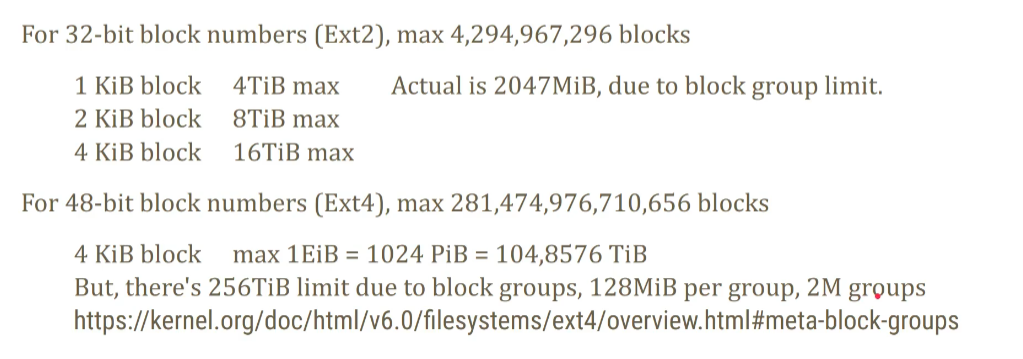 For 32-bit block numbers (Ext2), max 4,294,967,296 blocks
1 KiB block 4TiB max Actual is 2047MiB, due to block group limit.
2 KiB block 8TiB max
4 KiB block 16TiB max
For 48-bit block numbers (Ext4), max 281,474,976,710,656 blocks
4 KiB block max 1EiB = 1024 PiB = 104,8576 TiB
But, there's 256TiB limit due to block groups, 128MiB per group, 2M groups
https://kernel.org/doc/html/v6.0/filesystems/ext4/overview.html#meta-block-groups